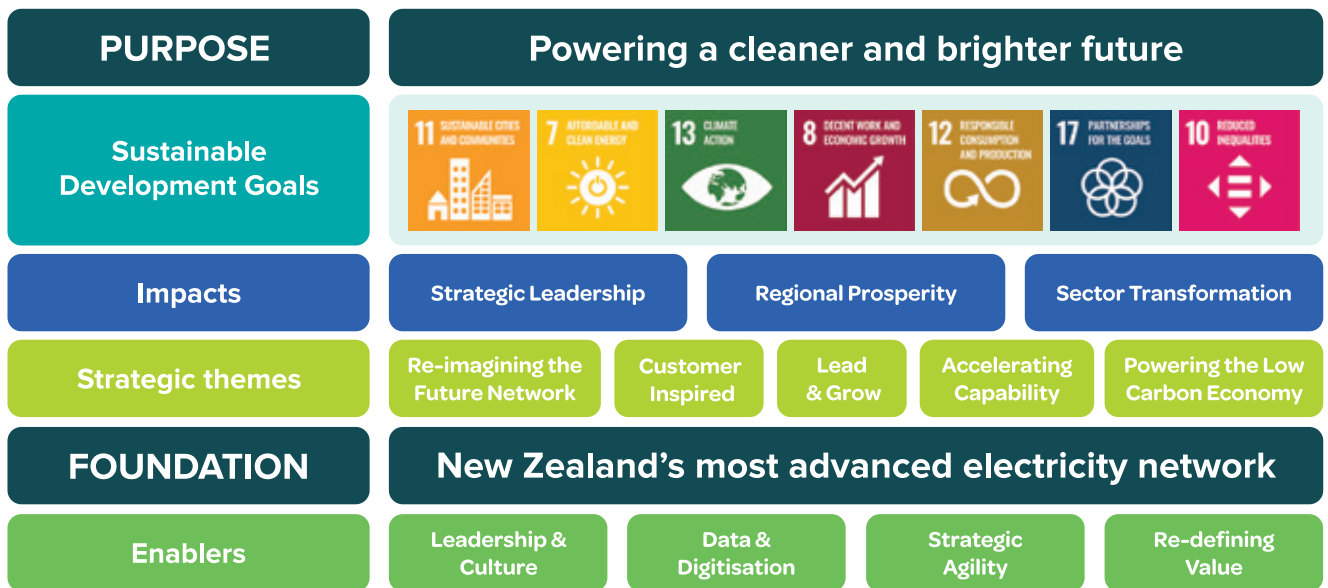 PURPOSE
Powering a cleaner and brighter future
Sustainable
Development Goals
11 SUSTAINABLE CITIES
AND COMMUNITIES
7 AFFORDABLE AND
CLEAN ENERGY
13 CLIMATE
ACTION
8 DECENT WORK AND
ECONOMIC GROWTH
12 RESPONSIBLE
CONSUMPTION
AND PRODUCTION
17 PARTNERSHIPS
FOR THE GOALS
10 REDUCED
INEQUALITIES
Impacts
Strategic Leadership
Regional Prosperity
Sector Transformation
Strategic themes
Re-imagining the
Future Network
Customer
Inspired
Lead
& Grow
Accelerating
Capability
Powering the Low
Carbon Economy
FOUNDATION
New Zealand’s most advanced electricity network
Enablers
Leadership &
Culture
Data &
Digitisation
Strategic
Agility
Re-defining
Value